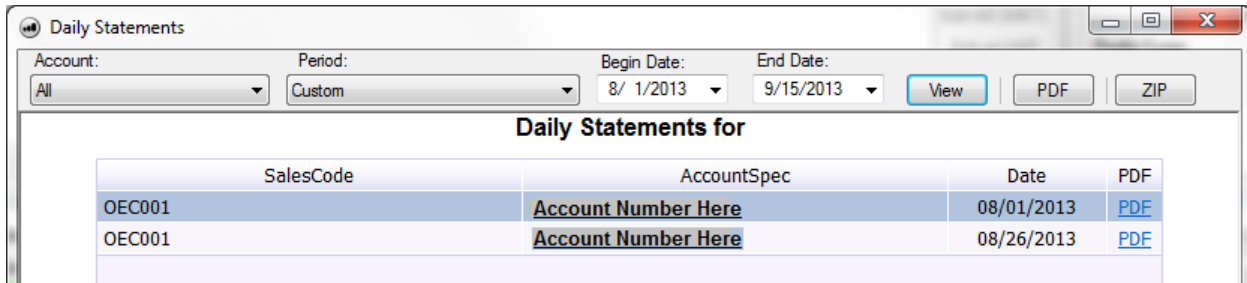 Daily Statements
Account: Period: Begin Date: End Date:
All Custom 8/ 1/2013 9/15/2013 View PDF ZIP
Daily Statements for
SalesCode AccountSpec Date PDF
OEC001 Account Number Here 08/01/2013 PDF
OEC001 Account Number Here 08/26/2013 PDF